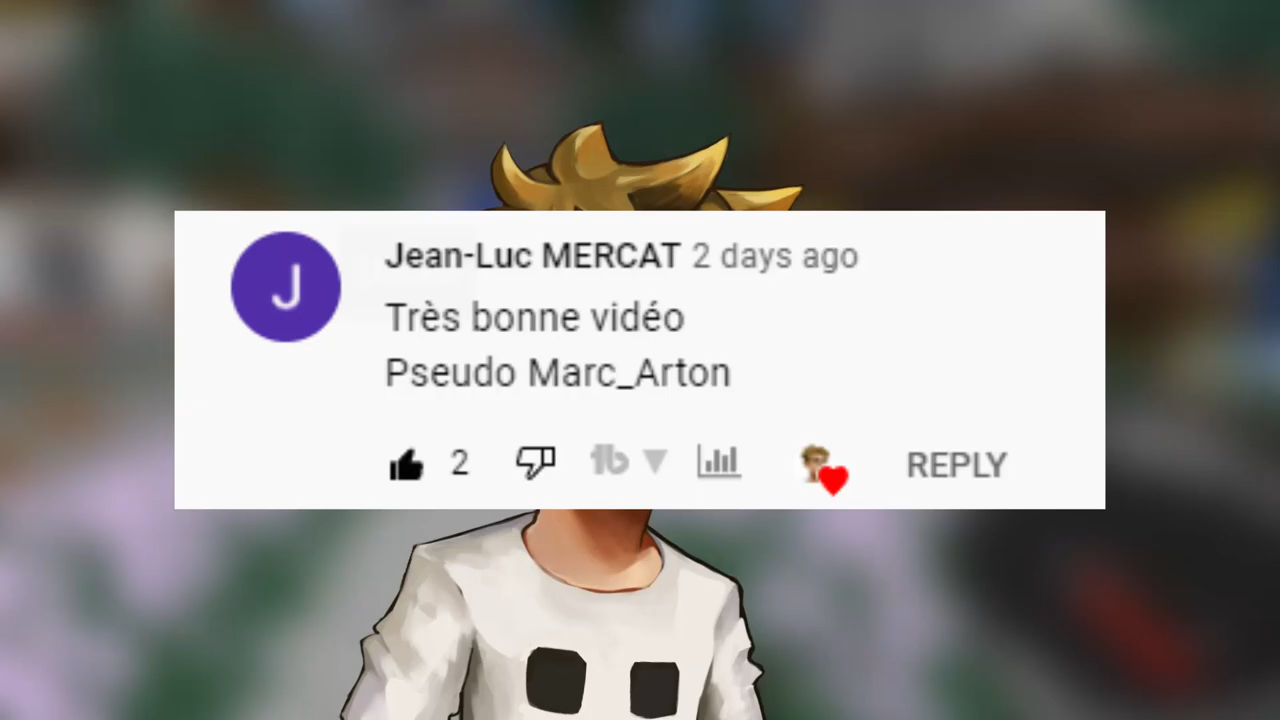 J
Jean-Luc MERCAT 2 days ago
Très bonne vidéo
Pseudo Marc_Arton
2 REPLY